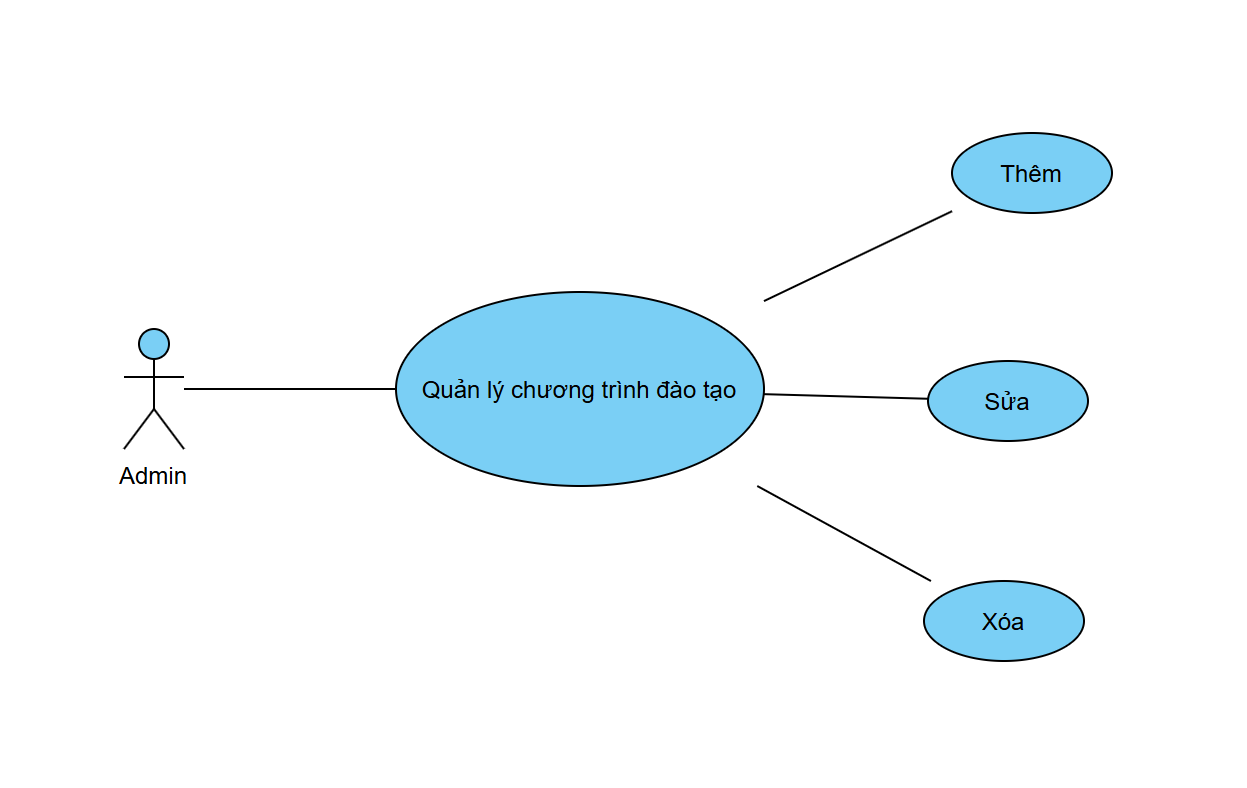 Thêm
Quản lý chương trình đào tạo
Sửa
Admin
Xóa